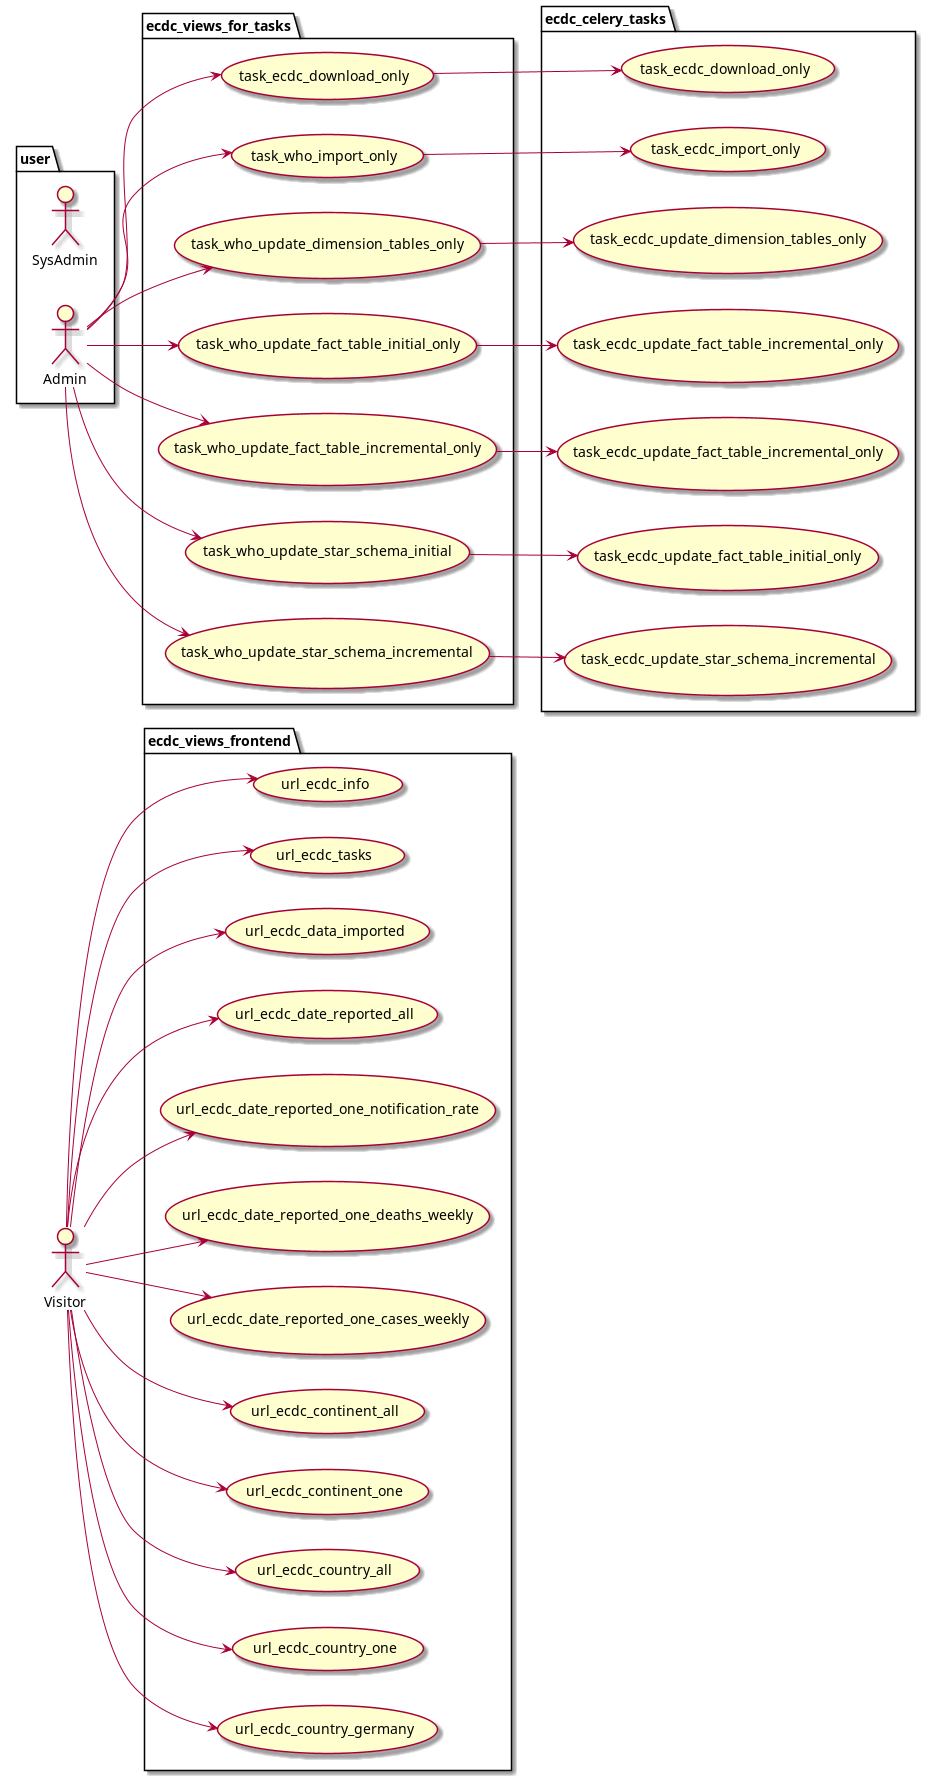 ecdc_views_for_tasks
ecdc_celery_tasks
task_ecdc_download_only
task_ecdc_download_only
user
task_who_import_only
task_ecdc_import_only
SysAdmin
task_who_update_dimension_tables_only
task_ecdc_update_dimension_tables_only
Admin
task_who_update_fact_table_initial_only
task_ecdc_update_fact_table_incremental_only
task_who_update_fact_table_incremental_only
task_ecdc_update_fact_table_incremental_only
task_who_update_star_schema_initial
task_ecdc_update_fact_table_initial_only
task_who_update_star_schema_incremental
task_ecdc_update_star_schema_incremental
ecdc_views_frontend
url_ecdc_info
url_ecdc_tasks
url_ecdc_data_imported
url_ecdc_date_reported_all
url_ecdc_date_reported_one_notification_rate
url_ecdc_date_reported_one_deaths_weekly
Visitor
url_ecdc_date_reported_one_cases_weekly
url_ecdc_continent_all
url_ecdc_continent_one
url_ecdc_country_all
url_ecdc_country_one
url_ecdc_country_germany